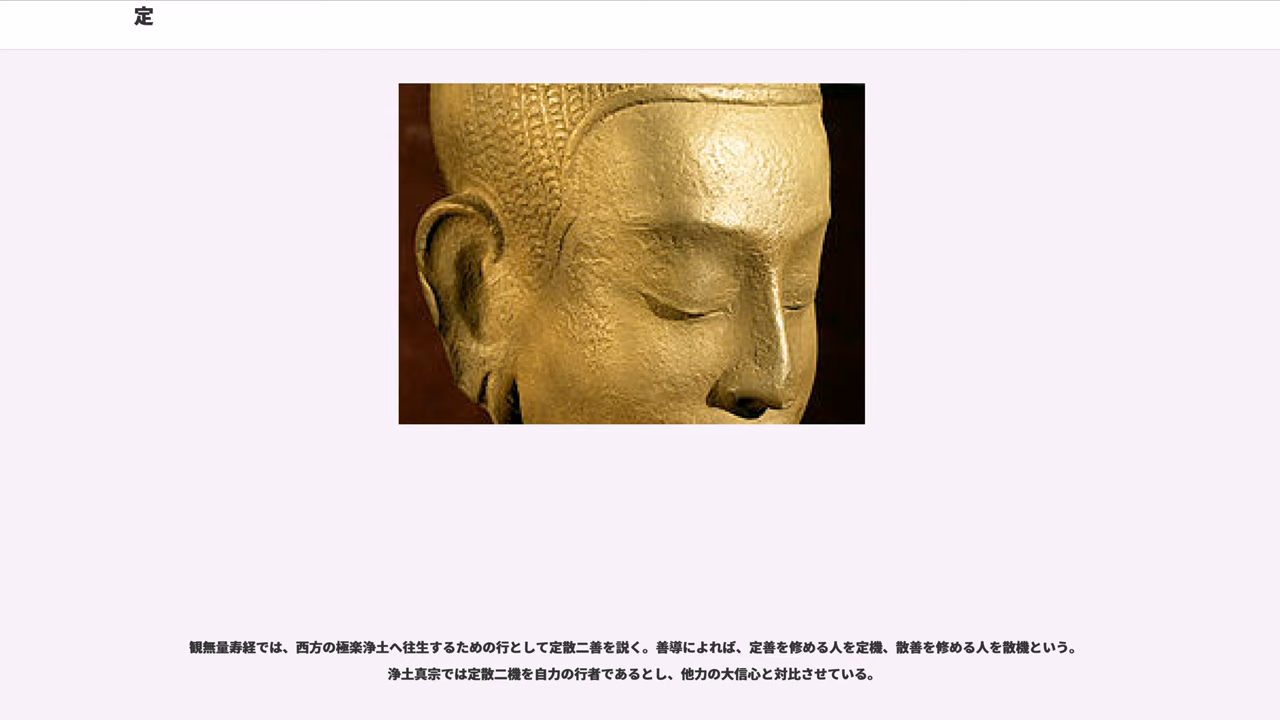 定
観無量寿経では、西方の極楽浄土へ往生するための行として定散二善を説く。善導によれば、定善を修める人を定機、散善を修める人を散機という。
浄土真宗では定散二機を自力の行者であるとし、他力の大信心と対比させている。